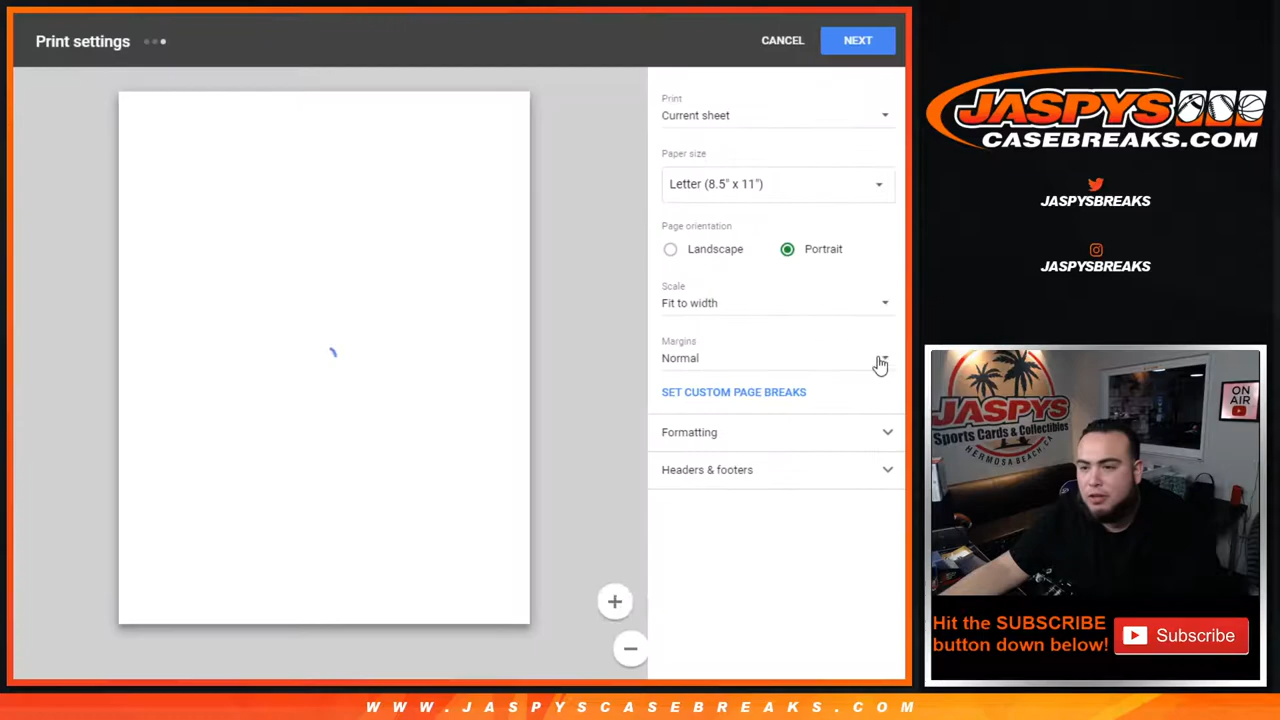 Print settings
CANCEL
NEXT
Print
Current sheet
Paper size
Letter (8.5" x 11")
Page orientation
Landscape
Portrait
Scale
Fit to width
Margins
Normal
SET CUSTOM PAGE BREAKS
Formatting
Headers & footers
JASPYS
CASEBREAKS.COM
JASPYSBREAKS
JASPYSBREAKS
JASPYS
Sports Cards & Collectibles
HERMOSA BEACH, CA
ON
AIR
Hit the SUBSCRIBE
button down below!
Subscribe
WWW.JASPYSCASEBREAKS.COM